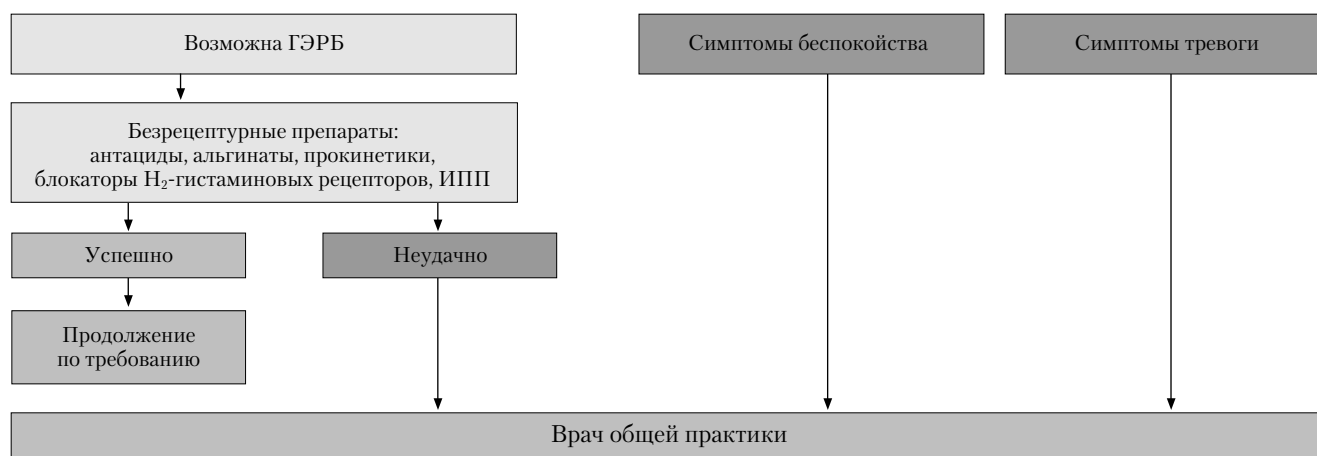 Возможна ГЭРБ
Симптомы беспокойства
Симптомы тревоги
Безрецептурные препараты:
антациды, альгинаты, прокинетики,
блокаторы H₂-гистаминовых рецепторов, ИПП
Успешно
Неудачно
Продолжение
по требованию
Врач общей практики